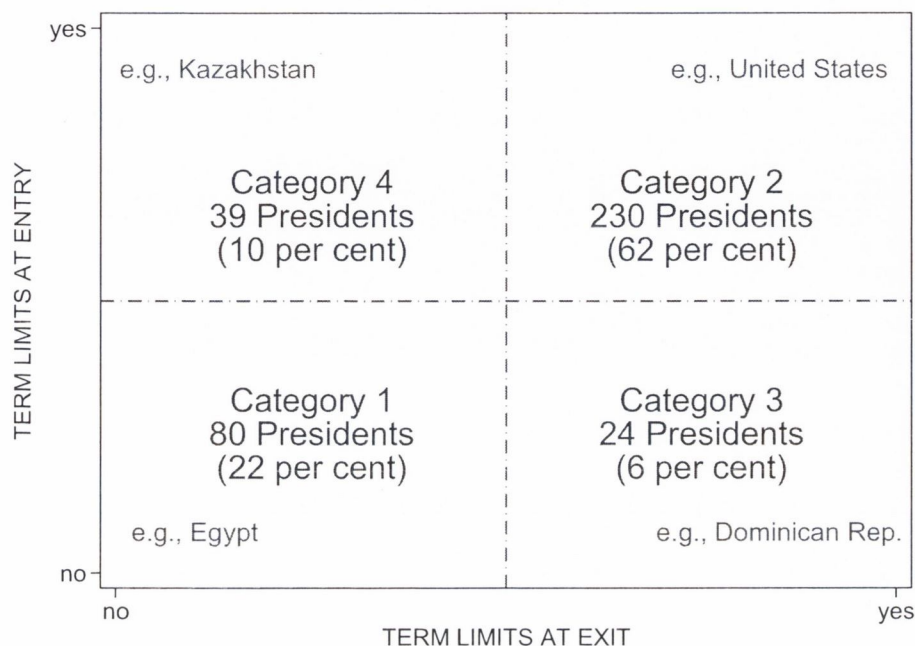 yes
e.g., Kazakhstan
e.g., United States
Category 4
39 Presidents
(10 per cent)
Category 2
230 Presidents
(62 per cent)
TERM LIMITS AT ENTRY
Category 1
80 Presidents
(22 per cent)
Category 3
24 Presidents
(6 per cent)
e.g., Egypt
e.g., Dominican Rep.
no
no
yes
TERM LIMITS AT EXIT